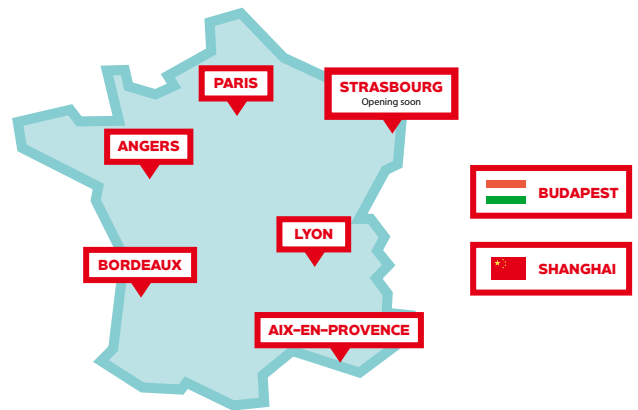 PARIS
STRASBOURG
Opening soon
ANGERS
BUDAPEST
LYON
BORDEAUX
SHANGHAI
AIX-EN-PROVENCE